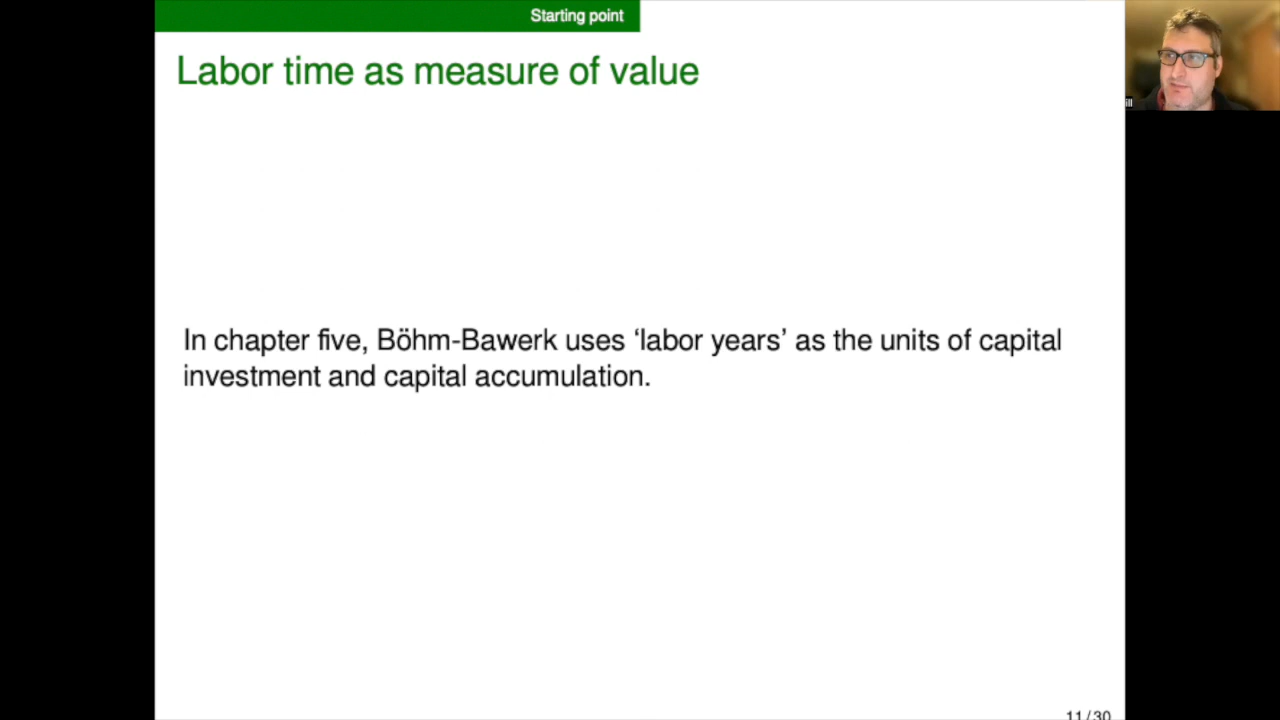 Starting point
Labor time as measure of value
In chapter five, Böhm-Bawerk uses ‘labor years’ as the units of capital
investment and capital accumulation.
11/30